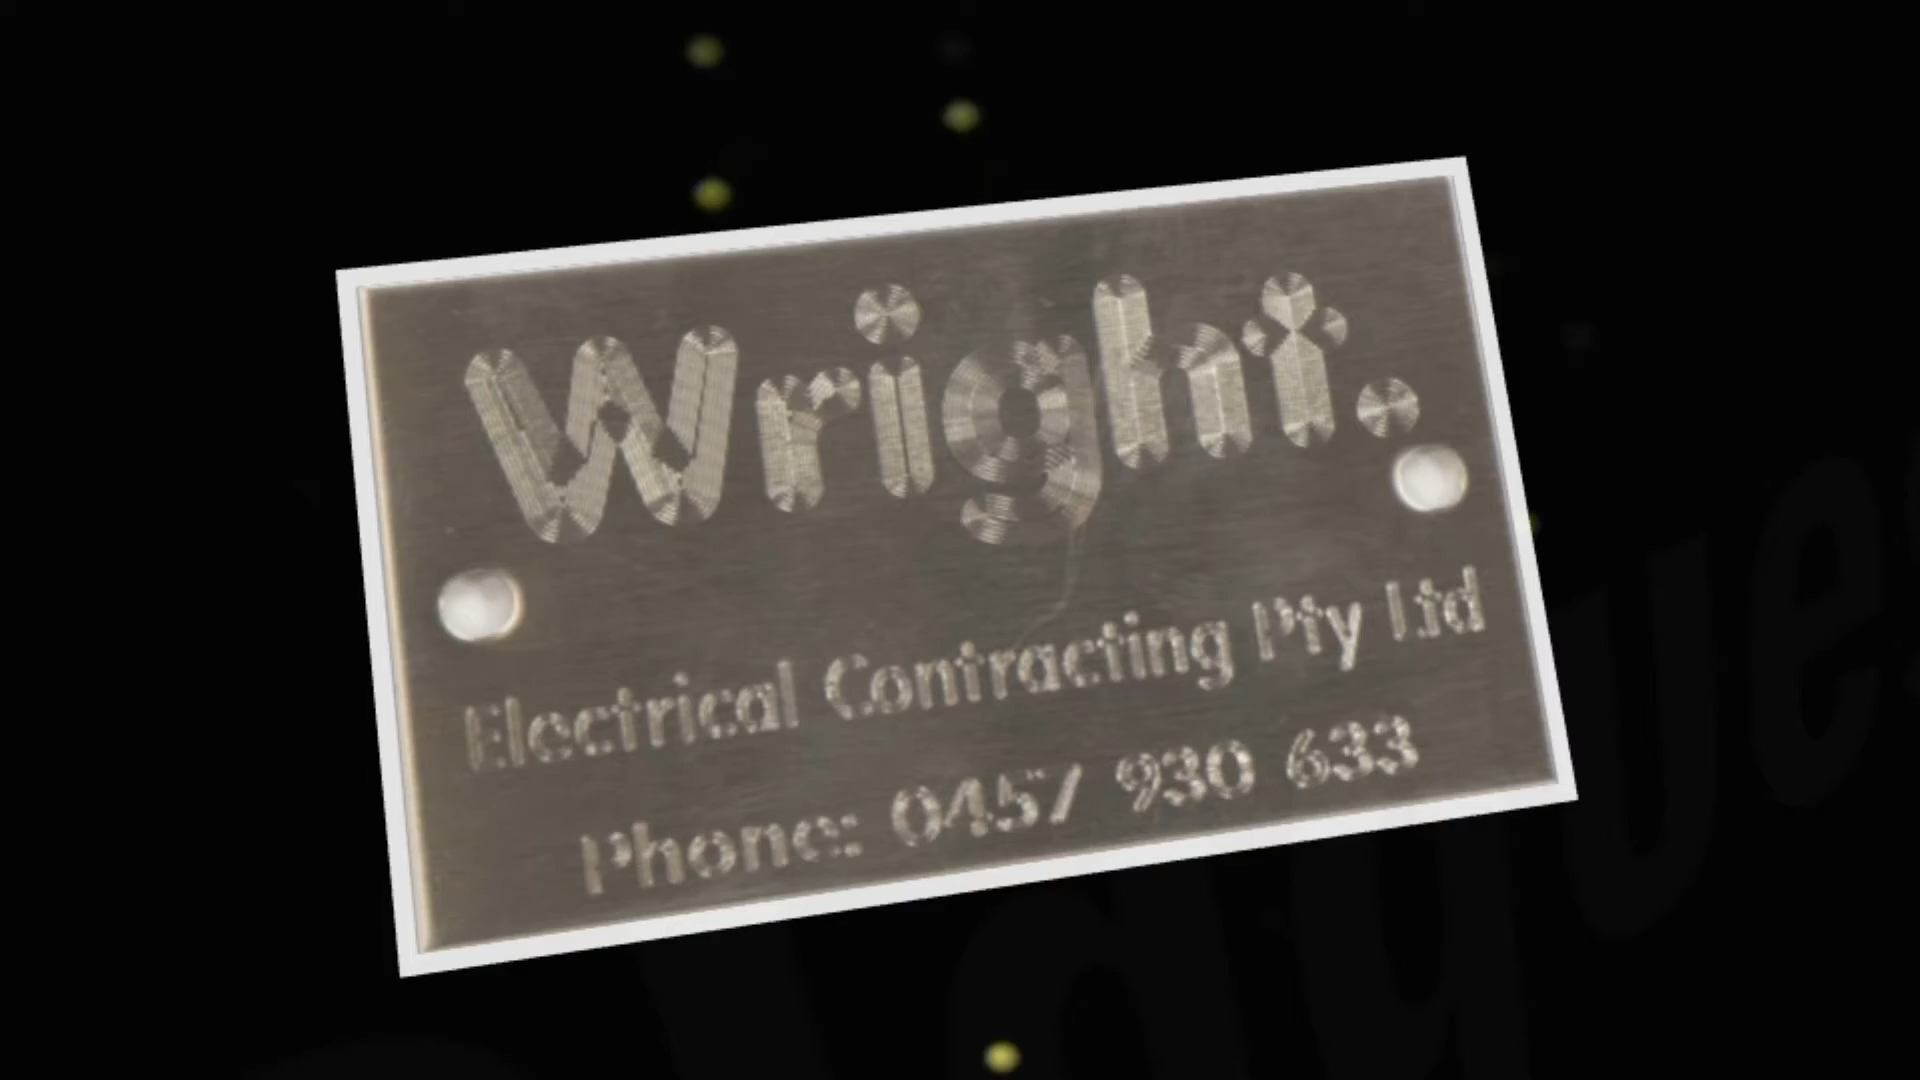 Wright.
Electrical Contracting Pty Ltd
Phone: 0457 930 633